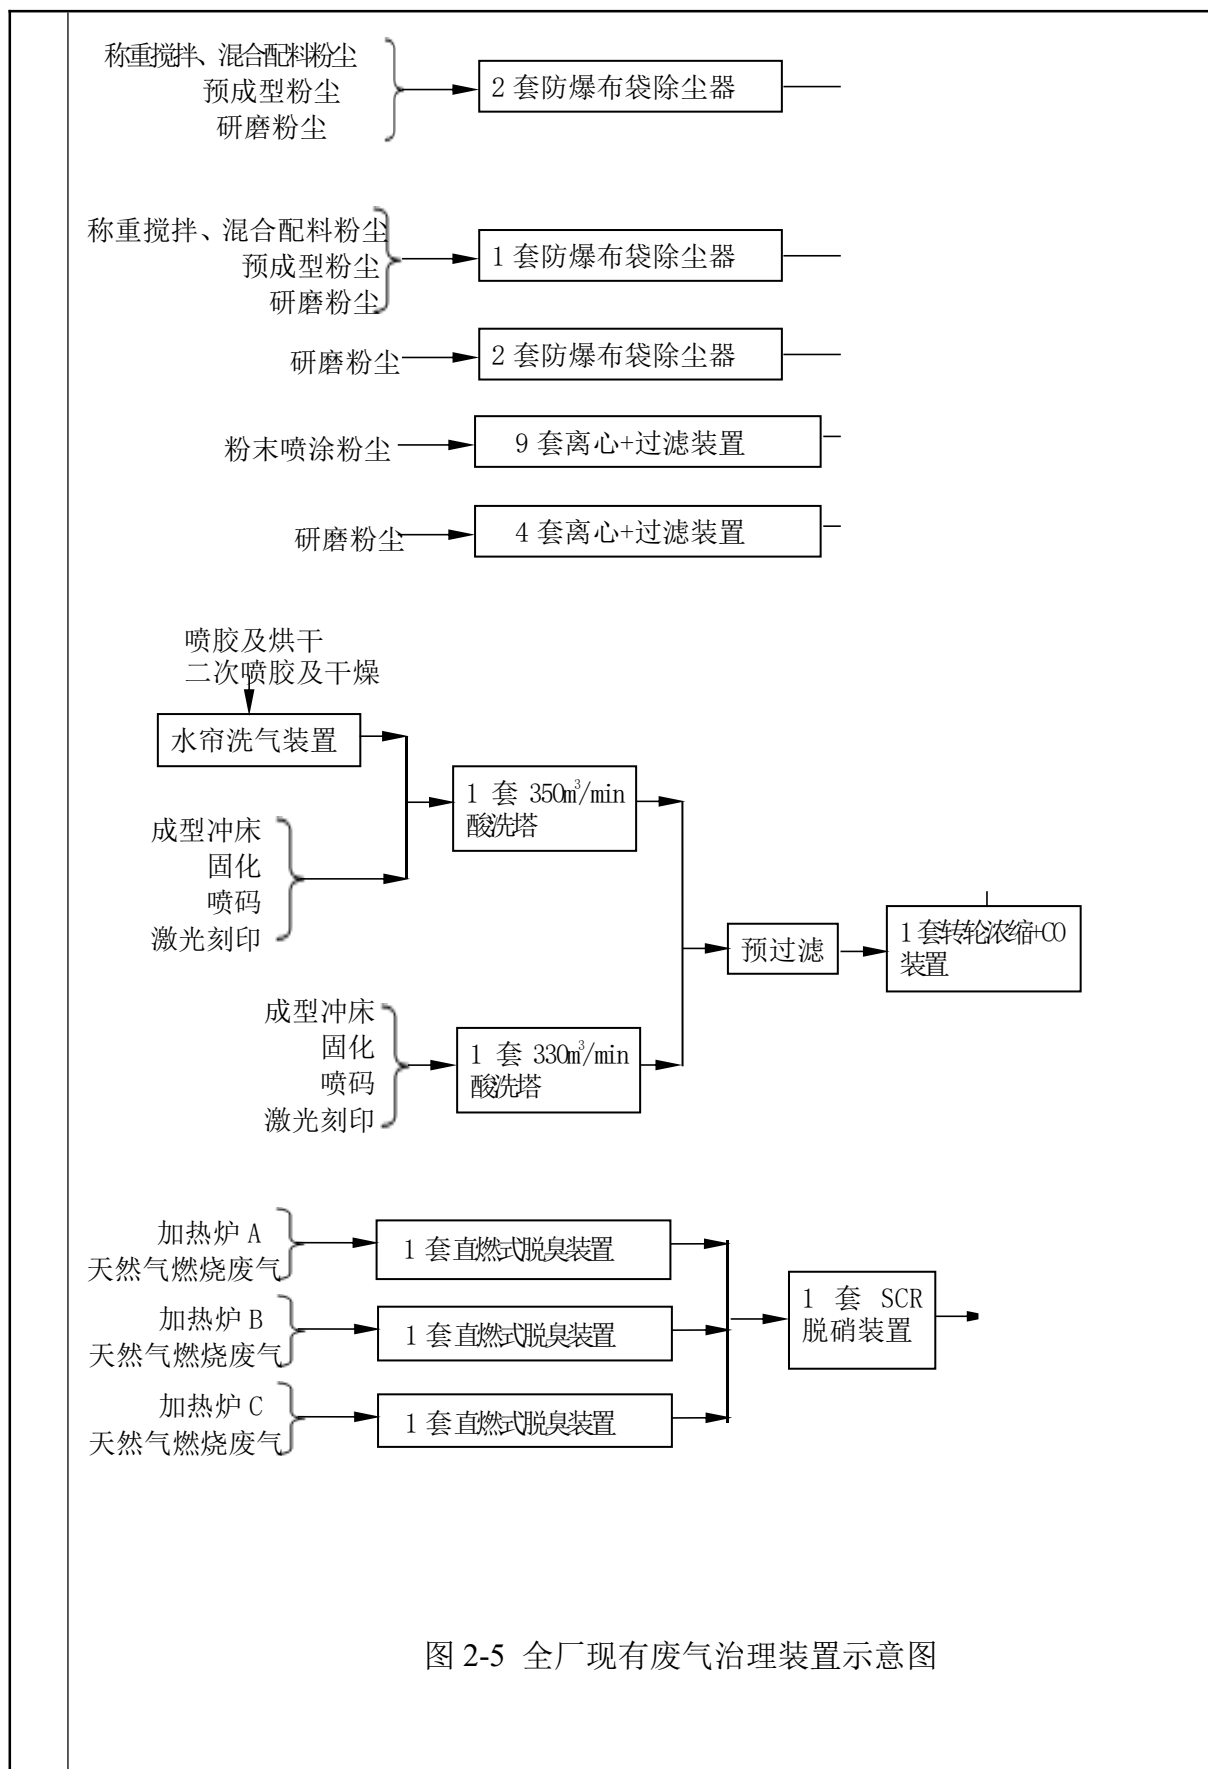 称重搅拌、混合配料粉尘
预成型粉尘
研磨粉尘
2 套防爆布袋除尘器
称重搅拌、混合配料粉尘
预成型粉尘
研磨粉尘
1 套防爆布袋除尘器
研磨粉尘
2 套防爆布袋除尘器
粉末喷涂粉尘
9 套离心+过滤装置
研磨粉尘
4 套离心+过滤装置
喷胶及烘干
二次喷胶及干燥
水帘洗气装置
成型冲床
固化
喷码
激光刻印
1 套 350m³/min
酸洗塔
成型冲床
固化
喷码
激光刻印
1 套 330m³/min
酸洗塔
预过滤
1 套转轮浓缩+CO
装置
加热炉 A
天然气燃烧废气
1 套直燃式脱臭装置
加热炉 B
天然气燃烧废气
1 套直燃式脱臭装置
加热炉 C
天然气燃烧废气
1 套直燃式脱臭装置
1 套 SCR
脱硝装置
图 2-5 全厂现有废气治理装置示意图